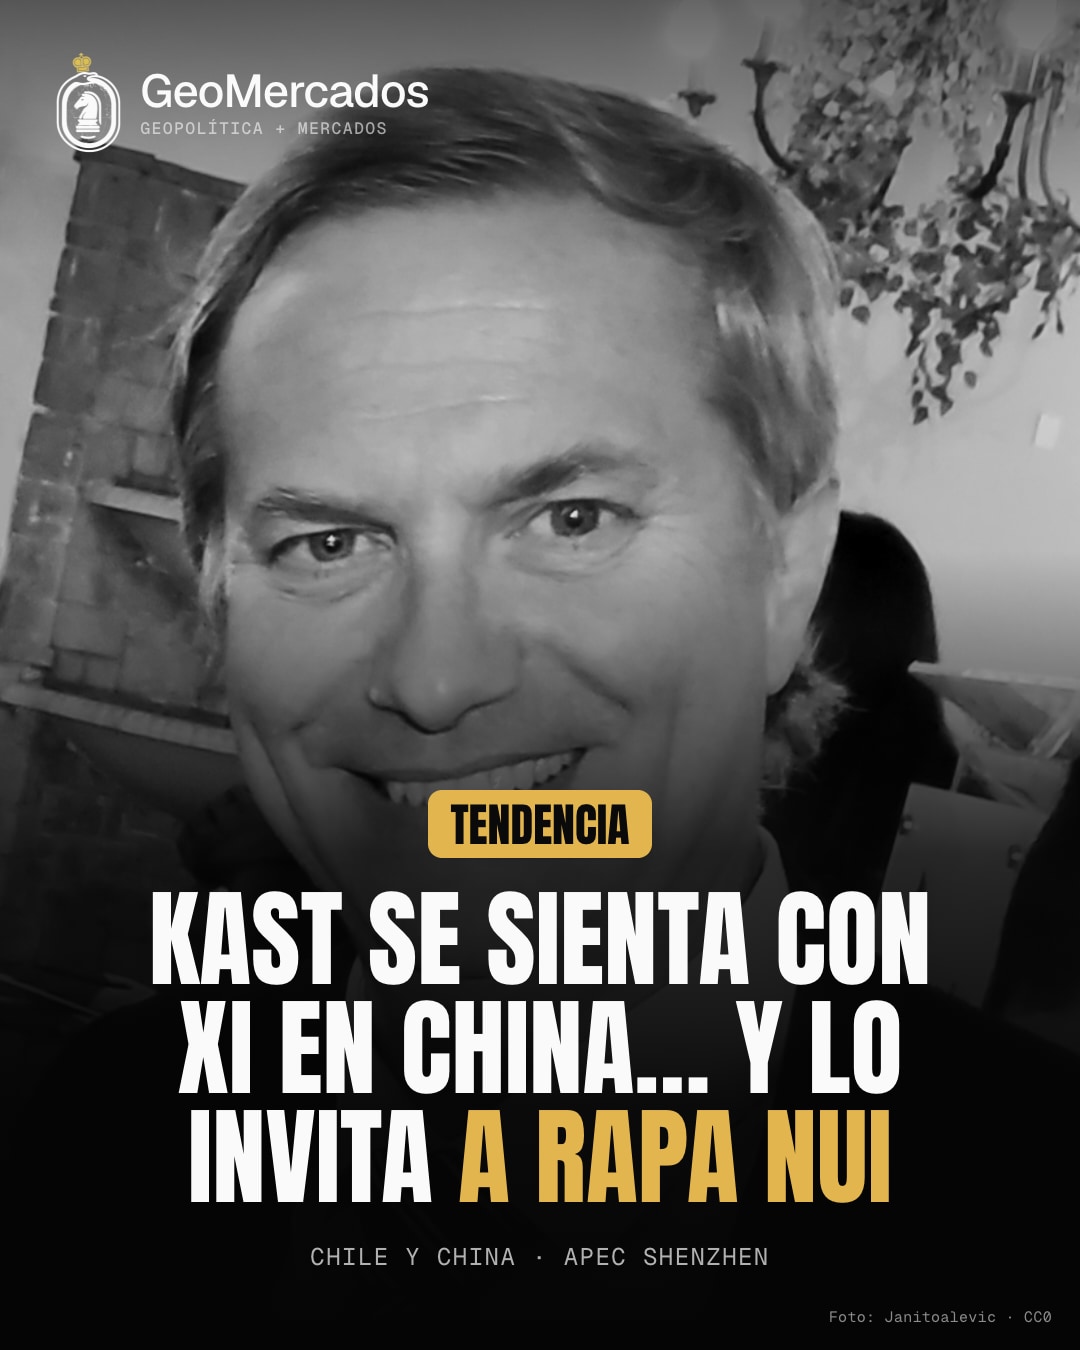 GeoMercados
GEOPOLÍTICA + MERCADOS
TENDENCIA
KAST SE SIENTA CON
XI EN CHINA... Y LO
INVITA A RAPA NUI
CHILE Y CHINA · APEC SHENZHEN
Foto: Janitoalevic · CC0